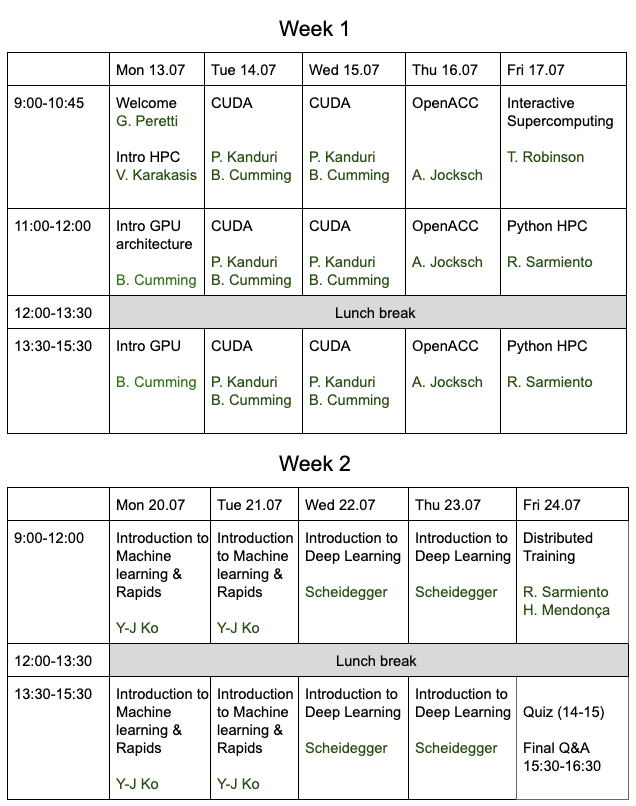 Week 1
Mon 13.07 Tue 14.07 Wed 15.07 Thu 16.07 Fri 17.07
9:00-10:45 Welcome CUDA CUDA OpenACC Interactive
G. Peretti Supercomputing
Intro HPC P. Kanduri P. Kanduri T. Robinson
V. Karakasis B. Cumming B. Cumming A. Jocksch
11:00-12:00 Intro GPU CUDA CUDA OpenACC Python HPC
architecture
P. Kanduri P. Kanduri A. Jocksch R. Sarmiento
B. Cumming B. Cumming B. Cumming
12:00-13:30 Lunch break
13:30-15:30 Intro GPU CUDA CUDA OpenACC Python HPC
B. Cumming P. Kanduri P. Kanduri A. Jocksch R. Sarmiento
B. Cumming B. Cumming
Week 2
Mon 20.07 Tue 21.07 Wed 22.07 Thu 23.07 Fri 24.07
9:00-12:00 Introduction to Introduction Introduction to Introduction to Distributed
Machine to Machine Deep Learning Deep Learning Training
learning & learning &
Rapids Rapids Scheidegger Scheidegger R. Sarmiento
H. Mendonça
Y-J Ko Y-J Ko
12:00-13:30 Lunch break
13:30-15:30 Introduction to Introduction Introduction to Introduction to
Machine to Machine Deep Learning Deep Learning Quiz (14-15)
learning & learning &
Rapids Rapids Scheidegger Scheidegger Final Q&A
15:30-16:30
Y-J Ko Y-J Ko